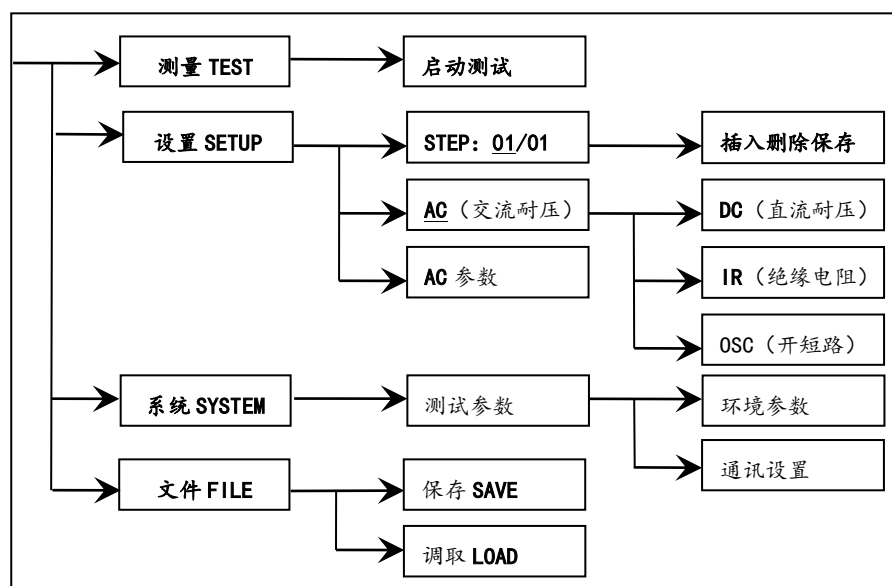 测量 TEST
启动测试
设置 SETUP
STEP: 01/01
插入删除保存
AC（交流耐压）
DC（直流耐压）
AC 参数
IR（绝缘电阻）
OSC（开短路）
系统 SYSTEM
测试参数
环境参数
通讯设置
文件 FILE
保存 SAVE
调取 LOAD